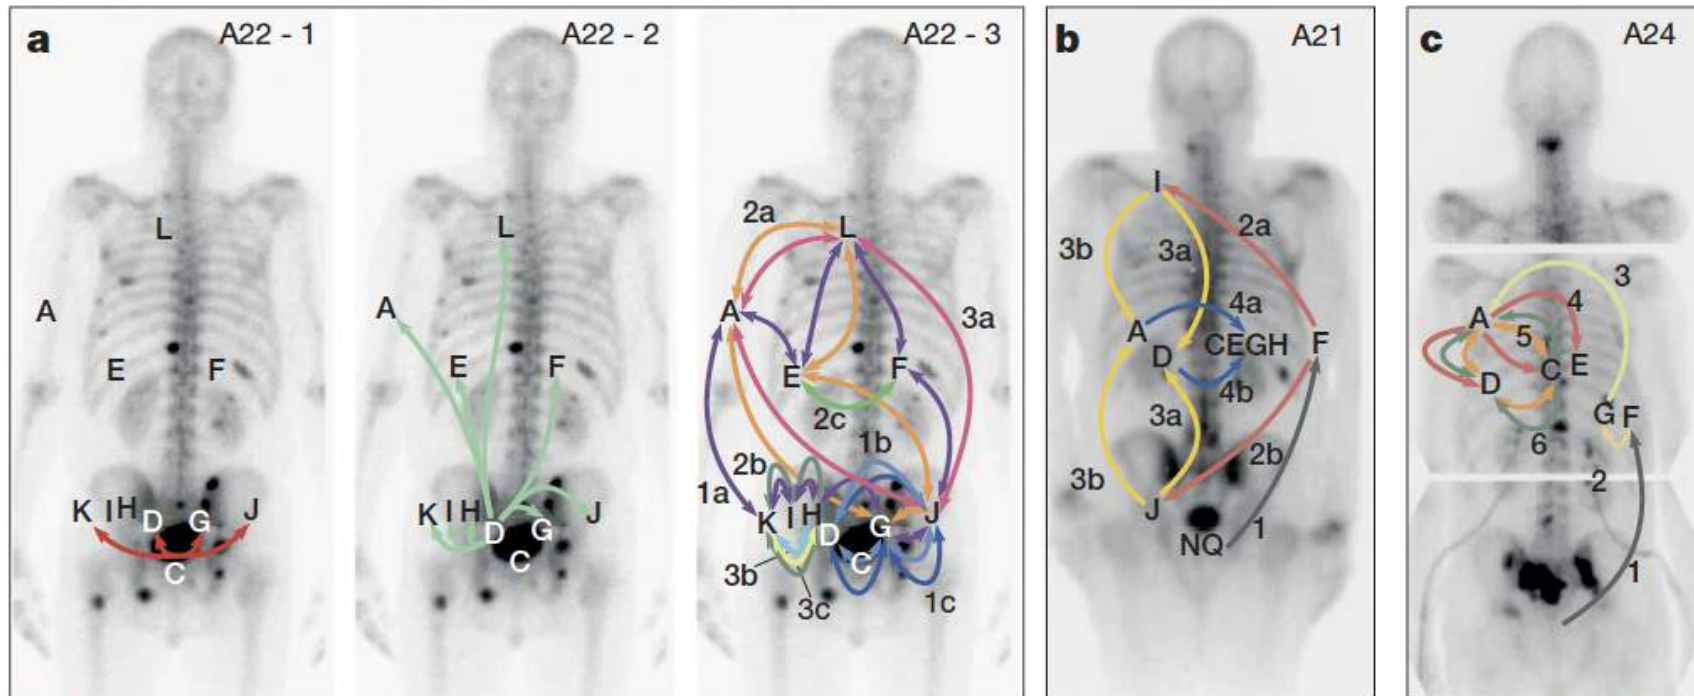 a
A22 - 1
L
A
E
F
K
I
H
D
G
J
C
A22 - 2
L
A
E
F
K
I
H
D
G
J
C
A22 - 3
2a
L
A
3a
E
F
2c
1b
2b
1a
K
I
H
D
G
J
C
3b
3c
1c
b
A21
I
2a
3b
3a
4a
A
D
CEGH
F
4b
3a
2b
3b
J
NQ
1
c
A24
3
4
A
5
D
C
E
G
F
6
2
1